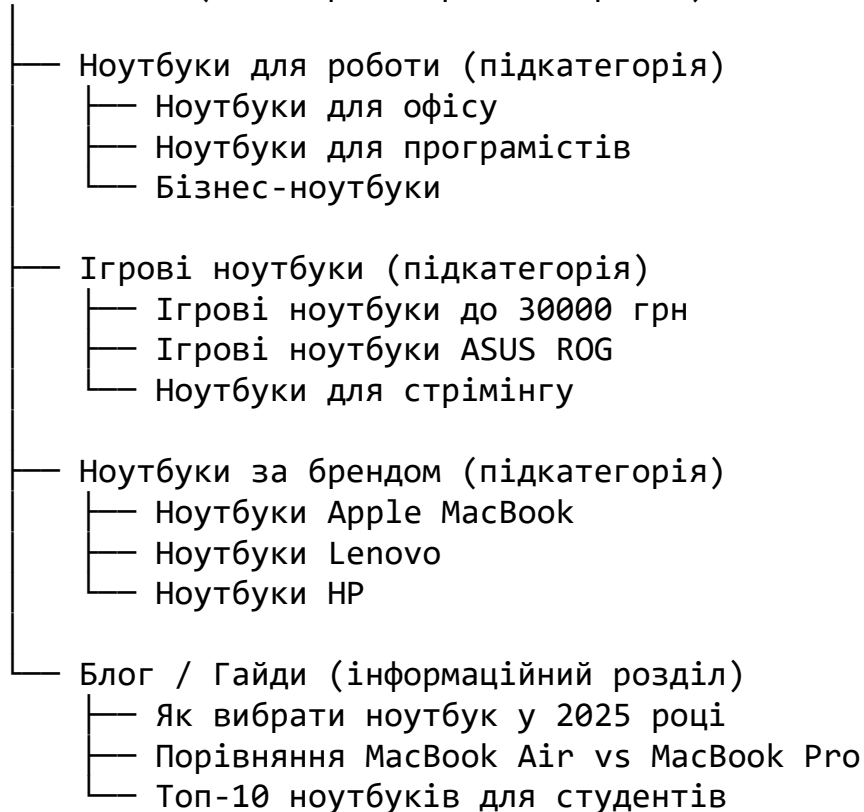 ├── Ноутбуки для роботи (підкатегорія)
│   ├── Ноутбуки для офісу
│   ├── Ноутбуки для програмістів
│   └── Бізнес-ноутбуки
├── Ігрові ноутбуки (підкатегорія)
│   ├── Ігрові ноутбуки до 30000 грн
│   ├── Ігрові ноутбуки ASUS ROG
│   └── Ноутбуки для стрімінгу
├── Ноутбуки за брендом (підкатегорія)
│   ├── Ноутбуки Apple MacBook
│   ├── Ноутбуки Lenovo
│   └── Ноутбуки HP
└── Блог / Гайди (інформаційний розділ)
    ├── Як вибрати ноутбук у 2025 році
    ├── Порівняння MacBook Air vs MacBook Pro
    └── Топ-10 ноутбуків для студентів